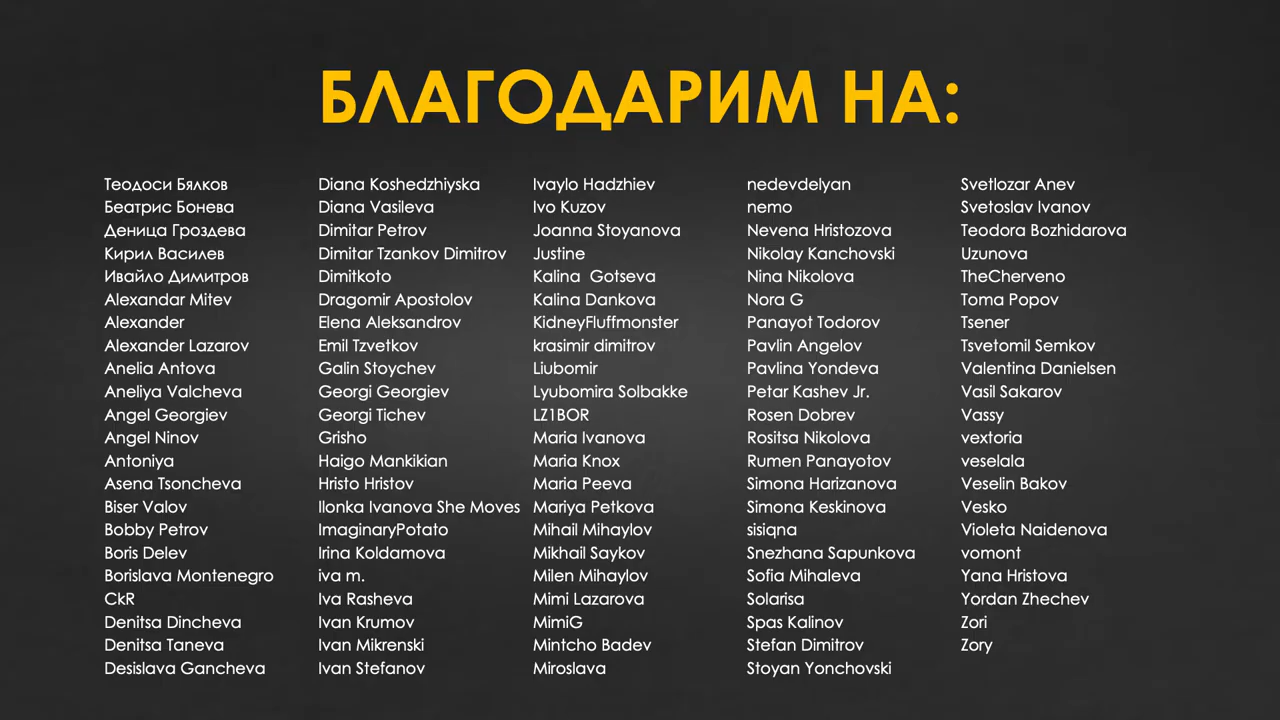 БЛАГОДАРИМ НА:
Теодоси Бялков
Беатрис Бонева
Деница Гроздева
Кирил Василев
Ивайло Димитров
Alexandar Mitev
Alexander
Alexander Lazarov
Anelia Antova
Aneliya Valcheva
Angel Georgiev
Angel Ninov
Antoniya
Asena Tsoncheva
Biser Valov
Bobby Petrov
Boris Delev
Borislava Montenegro
CkR
Denitsa Dincheva
Denitsa Taneva
Desislava Gancheva
Diana Koshedzhiyska
Diana Vasileva
Dimitar Petrov
Dimitar Tzankov Dimitrov
Dimitkoto
Dragomir Apostolov
Elena Aleksandrov
Emil Tzvetkov
Galin Stoychev
Georgi Georgiev
Georgi Tichev
Grisho
Haigo Mankikian
Hristo Hristov
Ilonka Ivanova She Moves
ImaginaryPotato
Irina Koldamova
iva m.
Iva Rasheva
Ivan Krumov
Ivan Mikrenski
Ivan Stefanov
Ivaylo Hadzhiev
Ivo Kuzov
Joanna Stoyanova
Justine
Kalina  Gotseva
Kalina Dankova
KidneyFluffmonster
krasimir dimitrov
Liubomir
Lyubomira Solbakke
LZ1BOR
Maria Ivanova
Maria Knox
Maria Peeva
Mariya Petkova
Mihail Mihaylov
Mikhail Saykov
Milen Mihaylov
Mimi Lazarova
MimiG
Mintcho Badev
Miroslava
nedevdelyan
nemo
Nevena Hristozova
Nikolay Kanchovski
Nina Nikolova
Nora G
Panayot Todorov
Pavlin Angelov
Pavlina Yondeva
Petar Kashev Jr.
Rosen Dobrev
Rositsa Nikolova
Rumen Panayotov
Simona Harizanova
Simona Keskinova
sisiqna
Snezhana Sapunkova
Sofia Mihaleva
Solarisa
Spas Kalinov
Stefan Dimitrov
Stoyan Yonchovski
Svetlozar Anev
Svetoslav Ivanov
Teodora Bozhidarova
Uzunova
TheCherveno
Toma Popov
Tsener
Tsvetomil Semkov
Valentina Danielsen
Vasil Sakarov
Vassy
vextoria
veselala
Veselin Bakov
Vesko
Violeta Naidenova
vomont
Yana Hristova
Yordan Zhechev
Zori
Zory